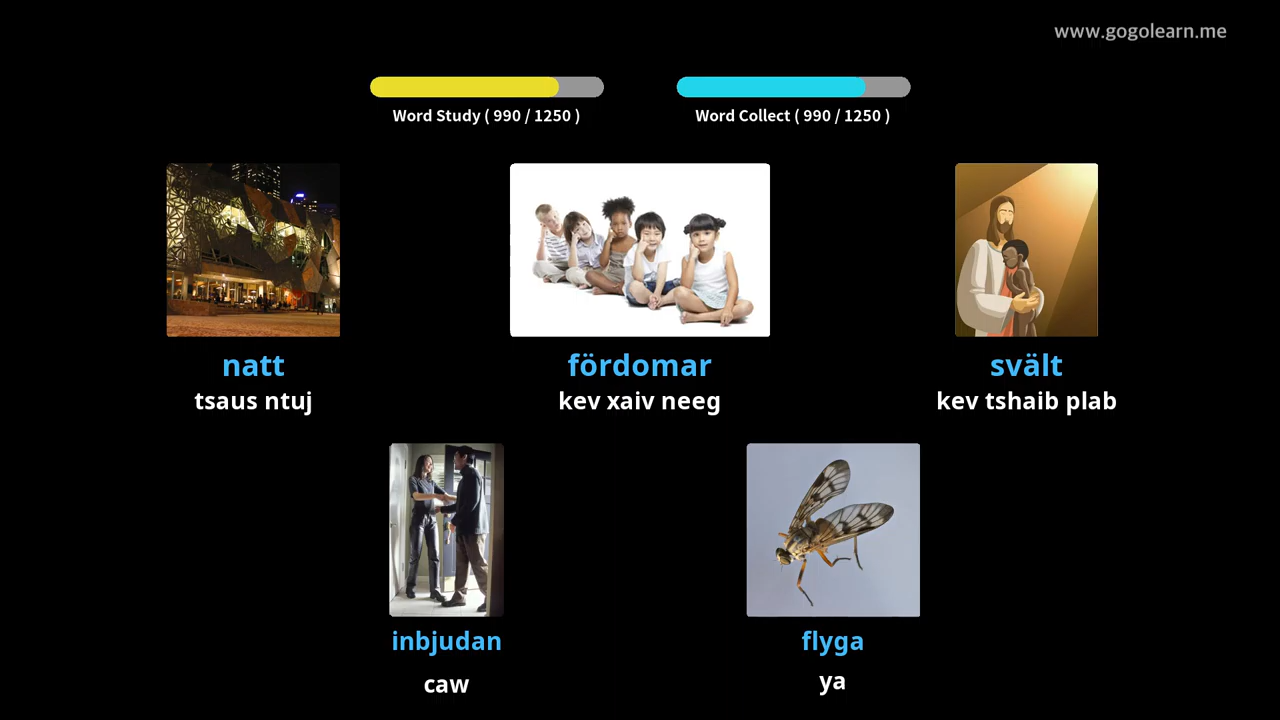 www.gogolearn.me
Word Study ( 990 / 1250 )
Word Collect ( 990 / 1250 )
natt
tsaus ntuj
fördomar
kev xaiv neeg
svält
kev tshaib plab
inbjudan
caw
flyga
ya